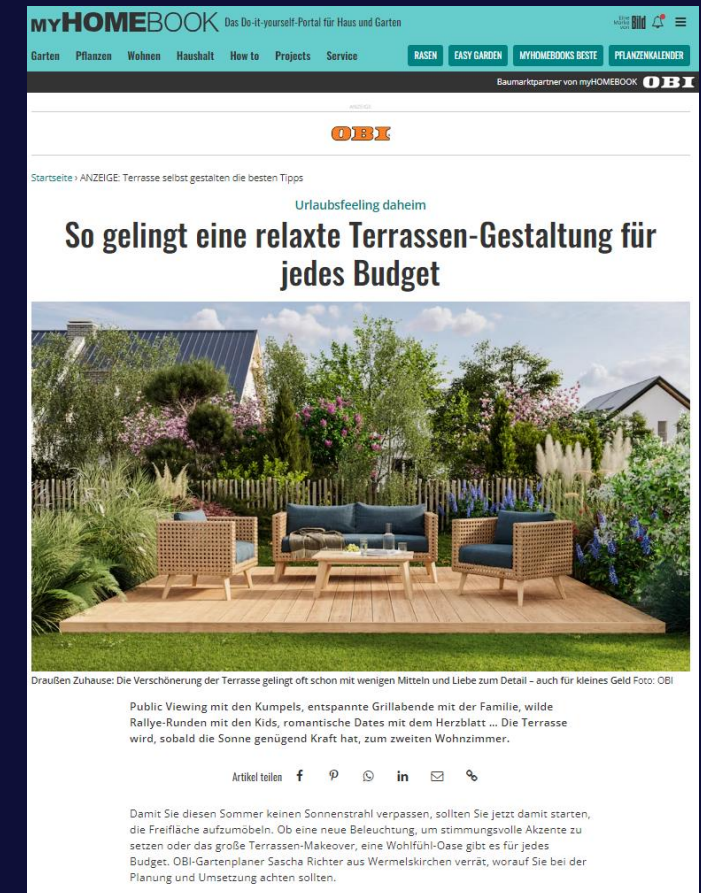 MYHOMEBOOK Das Do-it-yourself-Portal für Haus und Garten Eine Marke von Bild
Garten Pflanzen Wohnen Haushalt How to Projects Service RASEN EASY GARDEN MYHOMEBOOKS BESTE PFLANZENKALENDER
Baumarktpartner von myHOMEBOOK OBI
ANZEIGE
OBI
Startseite › ANZEIGE: Terrasse selbst gestalten die besten Tipps
Urlaubsfeeling daheim
So gelingt eine relaxte Terrassen-Gestaltung für
jedes Budget
Draußen Zuhause: Die Verschönerung der Terrasse gelingt oft schon mit wenigen Mitteln und Liebe zum Detail – auch für kleines Geld Foto: OBI
Public Viewing mit den Kumpels, entspannte Grillabende mit der Familie, wilde
Rallye-Runden mit den Kids, romantische Dates mit dem Herzblatt ... Die Terrasse
wird, sobald die Sonne genügend Kraft hat, zum zweiten Wohnzimmer.
Artikel teilen
Damit Sie diesen Sommer keinen Sonnenstrahl verpassen, sollten Sie jetzt damit starten,
die Freifläche aufzumöbeln. Ob eine neue Beleuchtung, um stimmungsvolle Akzente zu
setzen oder das große Terrassen-Makeover, eine Wohlfühl-Oase gibt es für jedes
Budget. OBI-Gartenplaner Sascha Richter aus Wermelskirchen verrät, worauf Sie bei der
Planung und Umsetzung achten sollten.